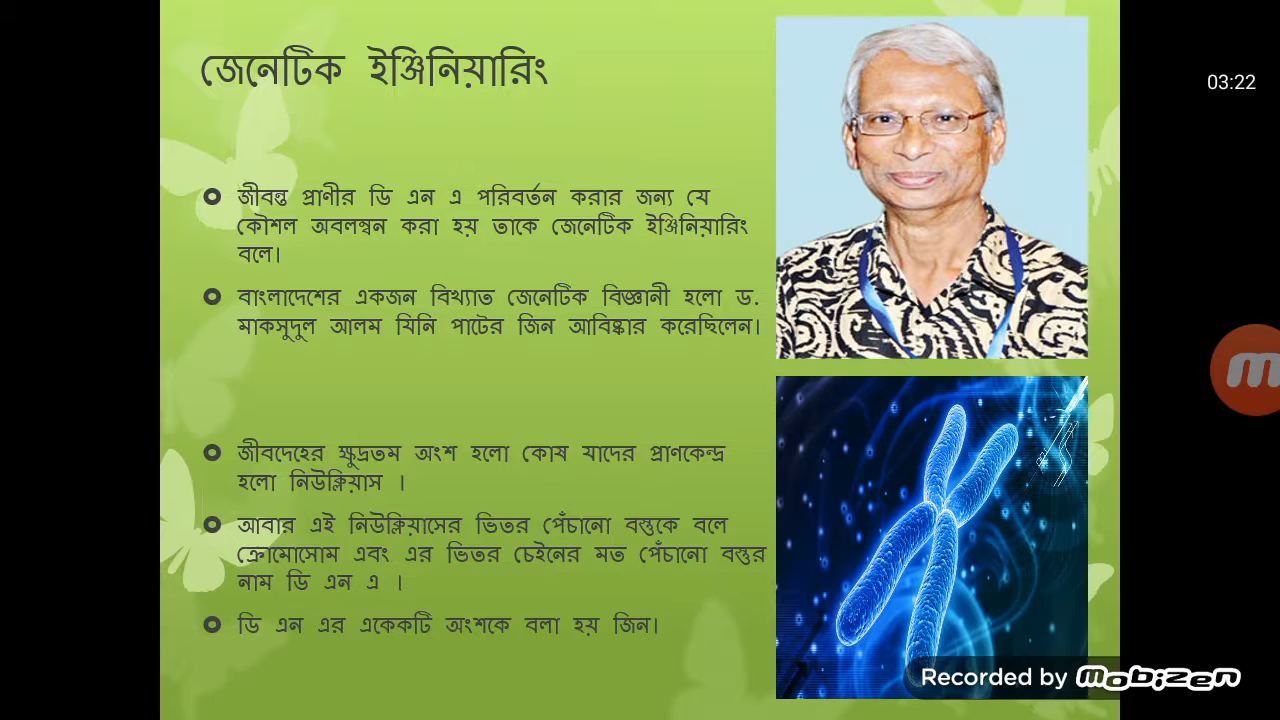 জেনেটিক ইঞ্জিনিয়ারিং
03:22
জীবন্ত প্রাণীর ডি এন এ পরিবর্তন করার জন্য যে
কৌশল অবলম্বন করা হয় তাকে জেনেটিক ইঞ্জিনিয়ারিং
বলে।
বাংলাদেশের একজন বিখ্যাত জেনেটিক বিজ্ঞানী হলো ড.
মাকসুদুল আলম যিনি পাটের জিন আবিষ্কার করেছিলেন।
জীবদেহের ক্ষুদ্রতম অংশ হলো কোষ যাদের প্রাণকেন্দ্র
হলো নিউক্লিয়াস ।
আবার এই নিউক্লিয়াসের ভিতর পেঁচানো বস্তুকে বলে
ক্রোমোসোম এবং এর ভিতর চেইনের মত পেঁচানো বস্তুর
নাম ডি এন এ ।
ডি এন এর একেকটি অংশকে বলা হয় জিন।
Recorded by mobizen